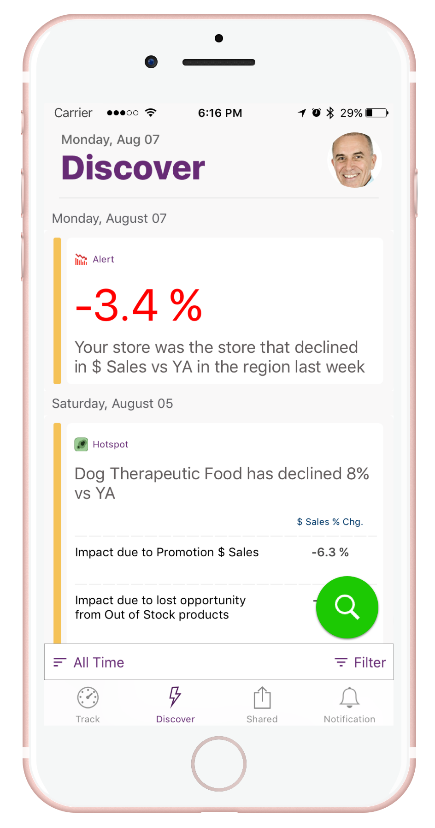 Carrier 6:16 PM 29%
Monday, Aug 07
Discover
Monday, August 07
Alert
-3.4 %
Your store was the store that declined
in $ Sales vs YA in the region last week
Saturday, August 05
Hotspot
Dog Therapeutic Food has declined 8%
vs YA
$ Sales % Chg.
Impact due to Promotion $ Sales -6.3 %
Impact due to lost opportunity
from Out of Stock products
All Time Filter
Track Discover Shared Notification